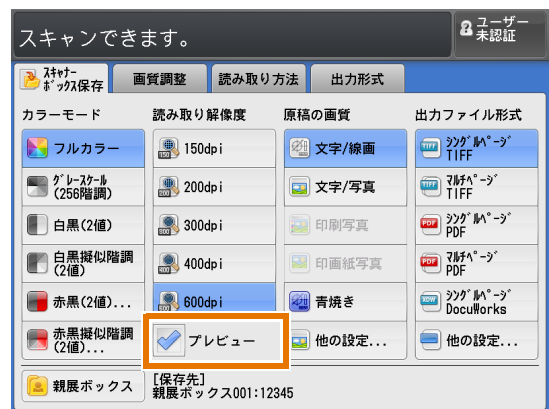 スキャンできます。
ユーザー
未認証
スキャナー
ボックス保存
画質調整
読み取り方法
出力形式
カラーモード
フルカラー
グレースケール
(256階調)
白黒(2値)
白黒擬似階調
(2値)
赤黒(2値)...
赤黒擬似階調
(2値)...
読み取り解像度
150dpi
200dpi
300dpi
400dpi
600dpi
プレビュー
原稿の画質
文字/線画
文字/写真
印刷写真
印画紙写真
青焼き
他の設定...
出力ファイル形式
TIFF
シングルページ
TIFF
TIFF
マルチページ
TIFF
PDF
シングルページ
PDF
PDF
マルチページ
PDF
XDW
シングルページ
DocuWorks
他の設定...
親展ボックス
[保存先]
親展ボックス001:12345